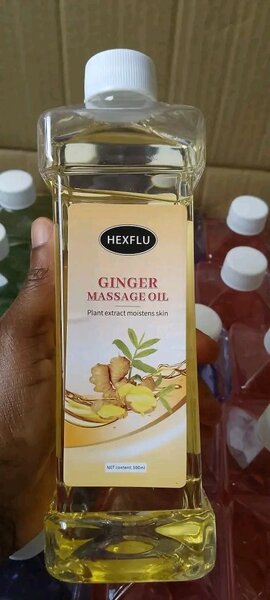 HEXFLU
GINGER
MASSAGE OIL
Plant extract moistens skin
NET content: 500ml